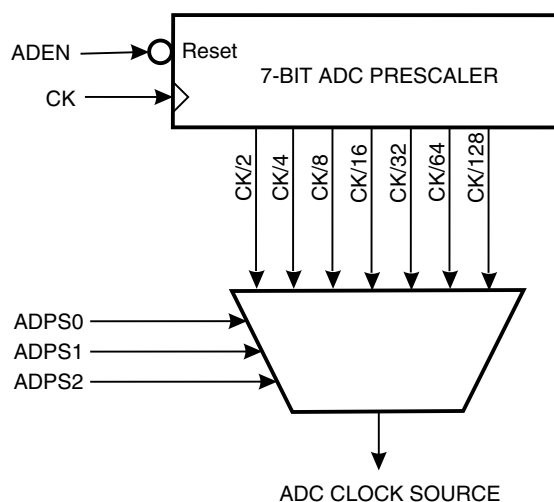 ADEN
Reset
7-BIT ADC PRESCALER
CK
CK/2
CK/4
CK/8
CK/16
CK/32
CK/64
CK/128
ADPS0
ADPS1
ADPS2
ADC CLOCK SOURCE